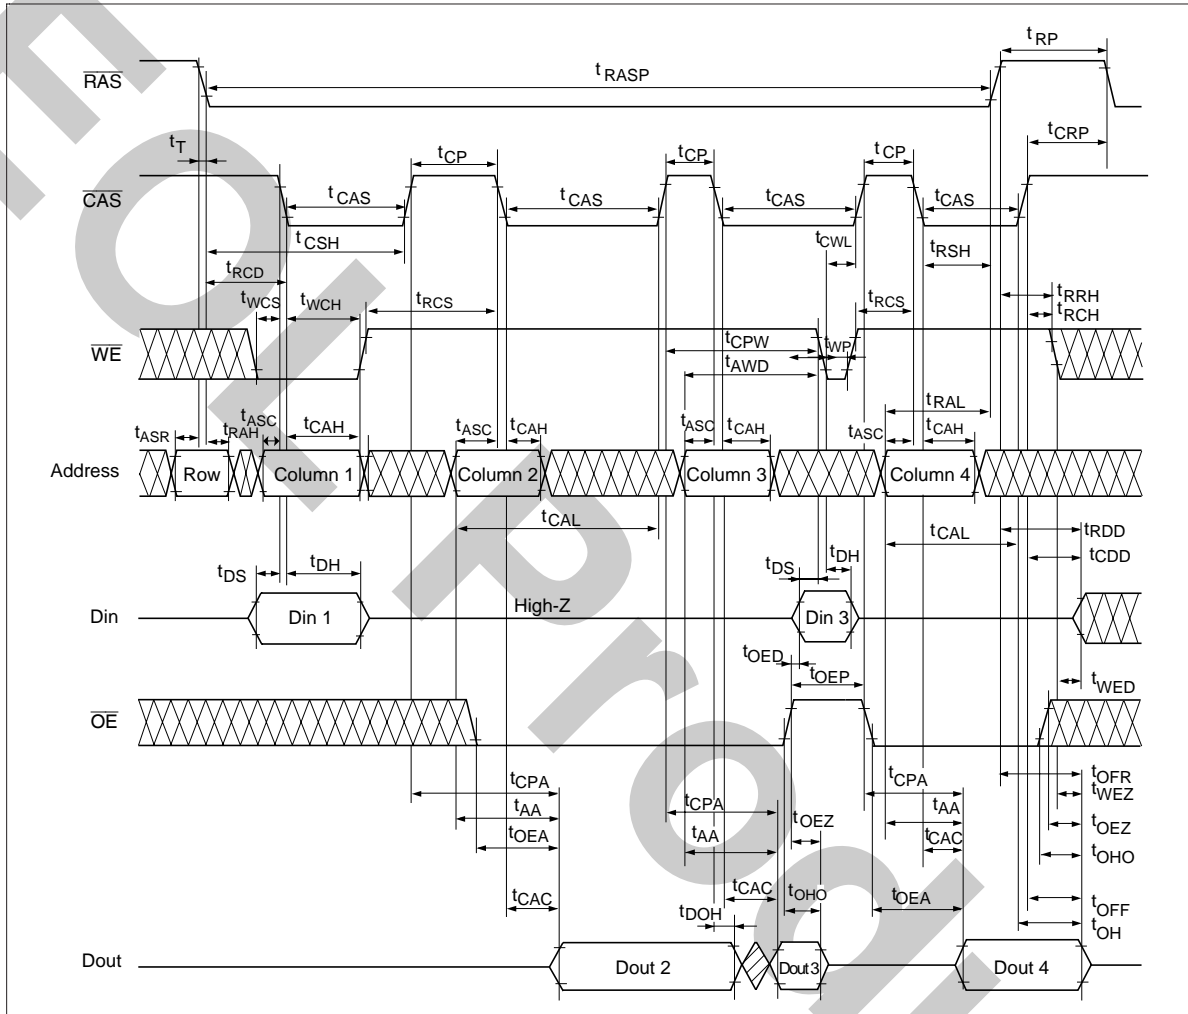 tRP
RAS
tRASP
tT
tCP
tCP
tCP
tCRP
CAS
tCAS
tCAS
tCAS
tCAS
tCSH
tCWL
tRSH
tRCD
tWCS
tWCH
tRCS
tRCS
tRRH
tRCH
WE
tCPW
tWP
tAWD
tRAL
tASR
tRAH
tASC
tCAH
tASC
tCAH
tASC
tCAH
tASC
tCAH
Address
Row
Column 1
Column 2
Column 3
Column 4
tCAL
tCAL
tRDD
tCDD
tDS
tDH
tDS
tDH
Din
Din 1
High-Z
Din 3
tOED
tOEP
tWED
OE
tCPA
tCPA
tCPA
tOFR
tWEZ
tAA
tAA
tAA
tOEZ
tOEZ
tOEA
tCAC
tOHO
tCAC
tCAC
tOHO
tOEA
tDOH
tOFF
tOH
Dout
Dout 2
Dout 3
Dout 4
EOL Prod